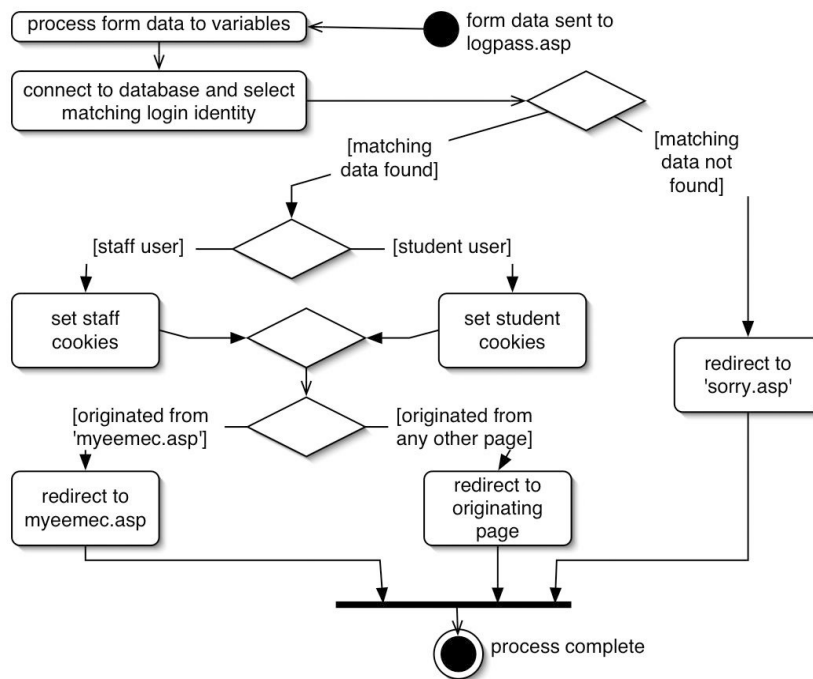 process form data to variables
form data sent to
logpass.asp
connect to database and select
matching login identity
[matching
data found]
[matching
data not
found]
[staff user]
[student user]
set staff
cookies
set student
cookies
redirect to
'sorry.asp'
[originated from
'myeemec.asp']
[originated from
any other page]
redirect to
myeemec.asp
redirect to
originating
page
process complete